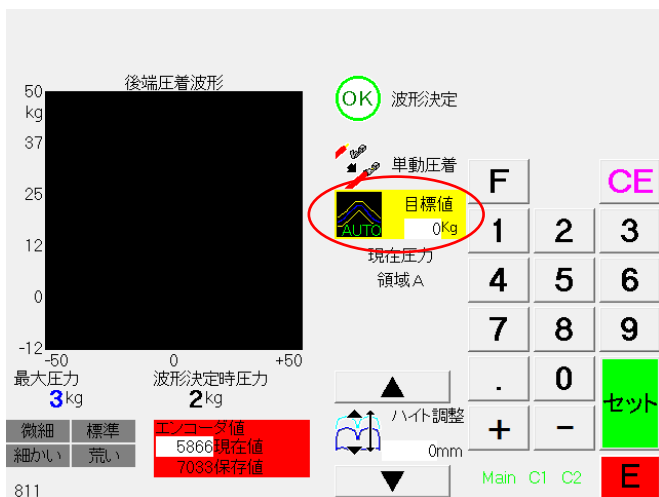 後端圧着波形
50
kg
37
25
12
0
-12
-50 0 +50
最大圧力
3kg
波形決定時圧力
2kg
微細 標準
細かい 荒い
エンコーダ値
5866現在値
7033保存値
811
OK 波形決定
単動圧着
AUTO
目標値
0Kg
現在圧力
領域A
▲
ハイト調整
0mm
▼
F CE
1 2 3
4 5 6
7 8 9
. 0 セット
+ -
Main C1 C2 E